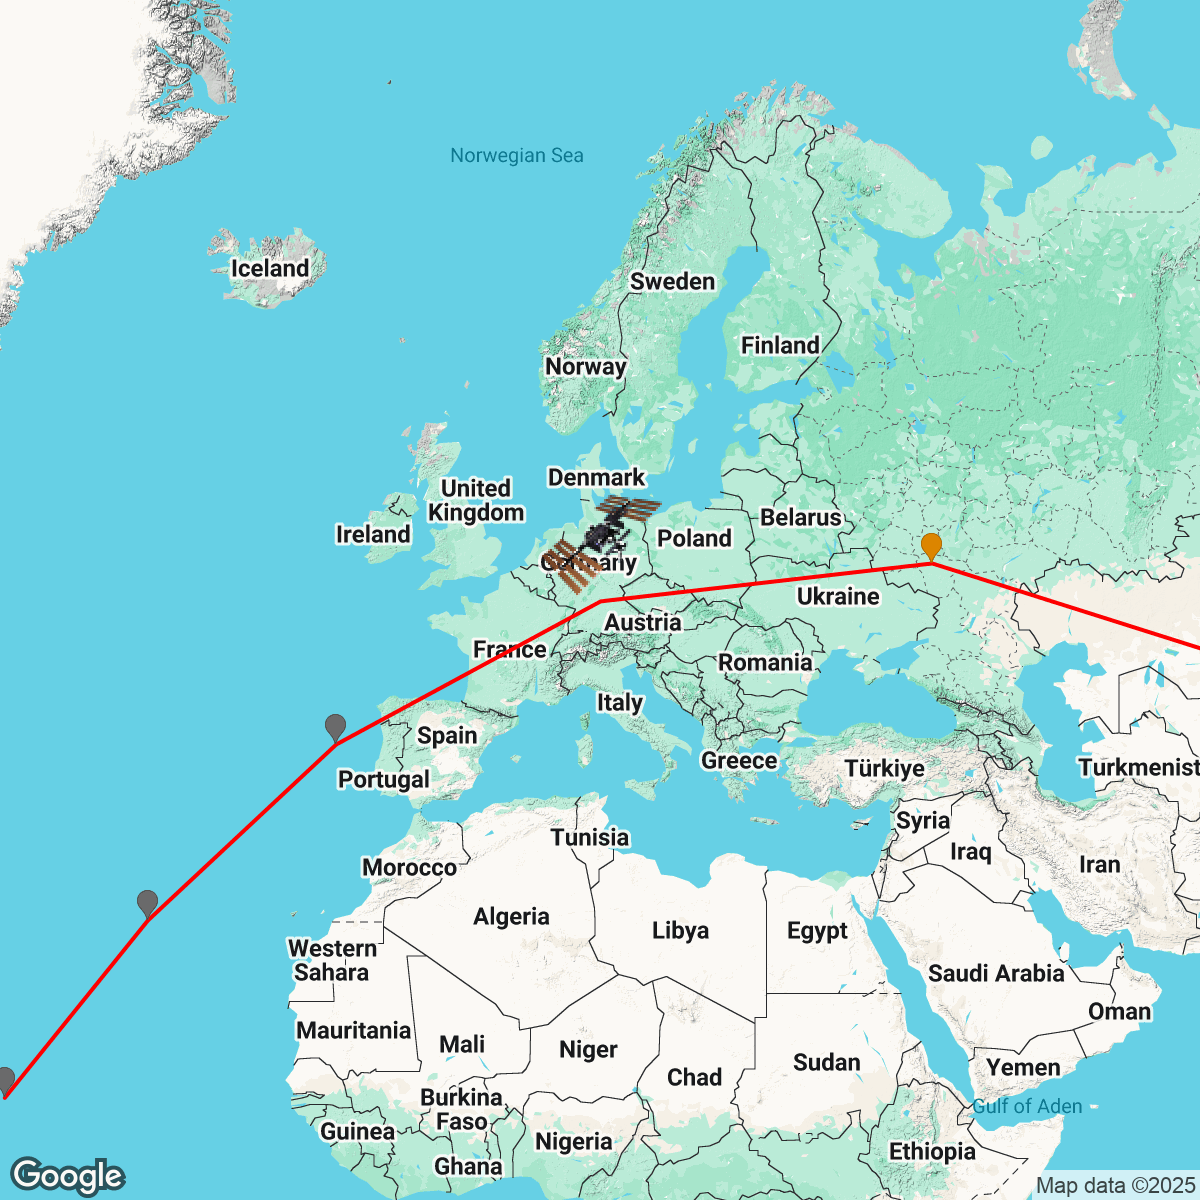 Norwegian Sea
Iceland
Sweden
Finland
Norway
Denmark
United
Kingdom
Ireland
Belarus
Poland
Germany
Ukraine
Austria
France
Romania
Italy
Spain
Greece
Türkiye
Turkmenist
Portugal
Syria
Tunisia
Iraq
Iran
Morocco
Algeria
Libya
Egypt
Western
Sahara
Saudi Arabia
Oman
Mauritania
Mali
Niger
Sudan
Yemen
Chad
Burkina
Faso
Gulf of Aden
Guinea
Nigeria
Ethiopia
Ghana
Google
Map data ©2025